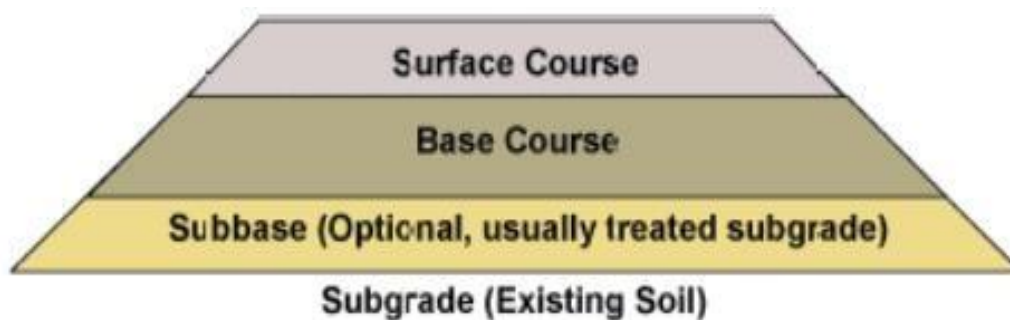 Surface Course
Base Course
Subbase (Optional, usually treated subgrade)
Subgrade (Existing Soil)